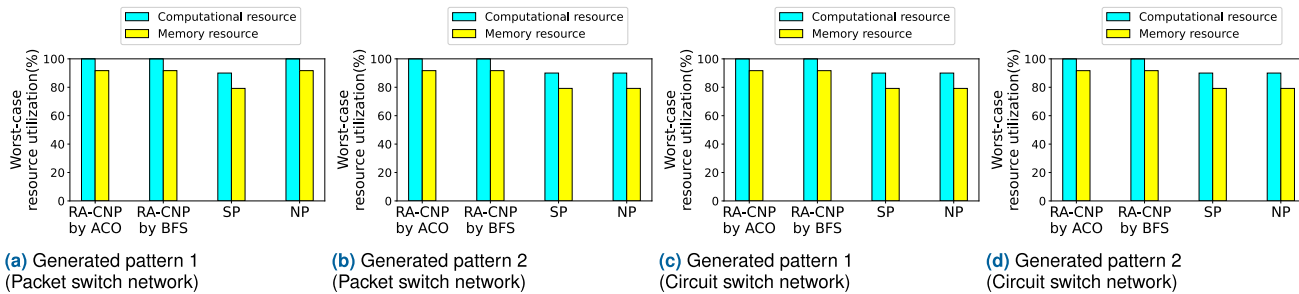 Computational resource
Memory resource
Worst-case
resource utilization(%)
100
80
60
40
20
0
RA-CNP
by ACO
RA-CNP
by BFS
SP
NP
(a) Generated pattern 1
(Packet switch network)
Computational resource
Memory resource
Worst-case
resource utilization(%)
100
80
60
40
20
0
RA-CNP
by ACO
RA-CNP
by BFS
SP
NP
(b) Generated pattern 2
(Packet switch network)
Computational resource
Memory resource
Worst-case
resource utilization(%)
100
80
60
40
20
0
RA-CNP
by ACO
RA-CNP
by BFS
SP
NP
(c) Generated pattern 1
(Circuit switch network)
Computational resource
Memory resource
Worst-case
resource utilization(%)
100
80
60
40
20
0
RA-CNP
by ACO
RA-CNP
by BFS
SP
NP
(d) Generated pattern 2
(Circuit switch network)